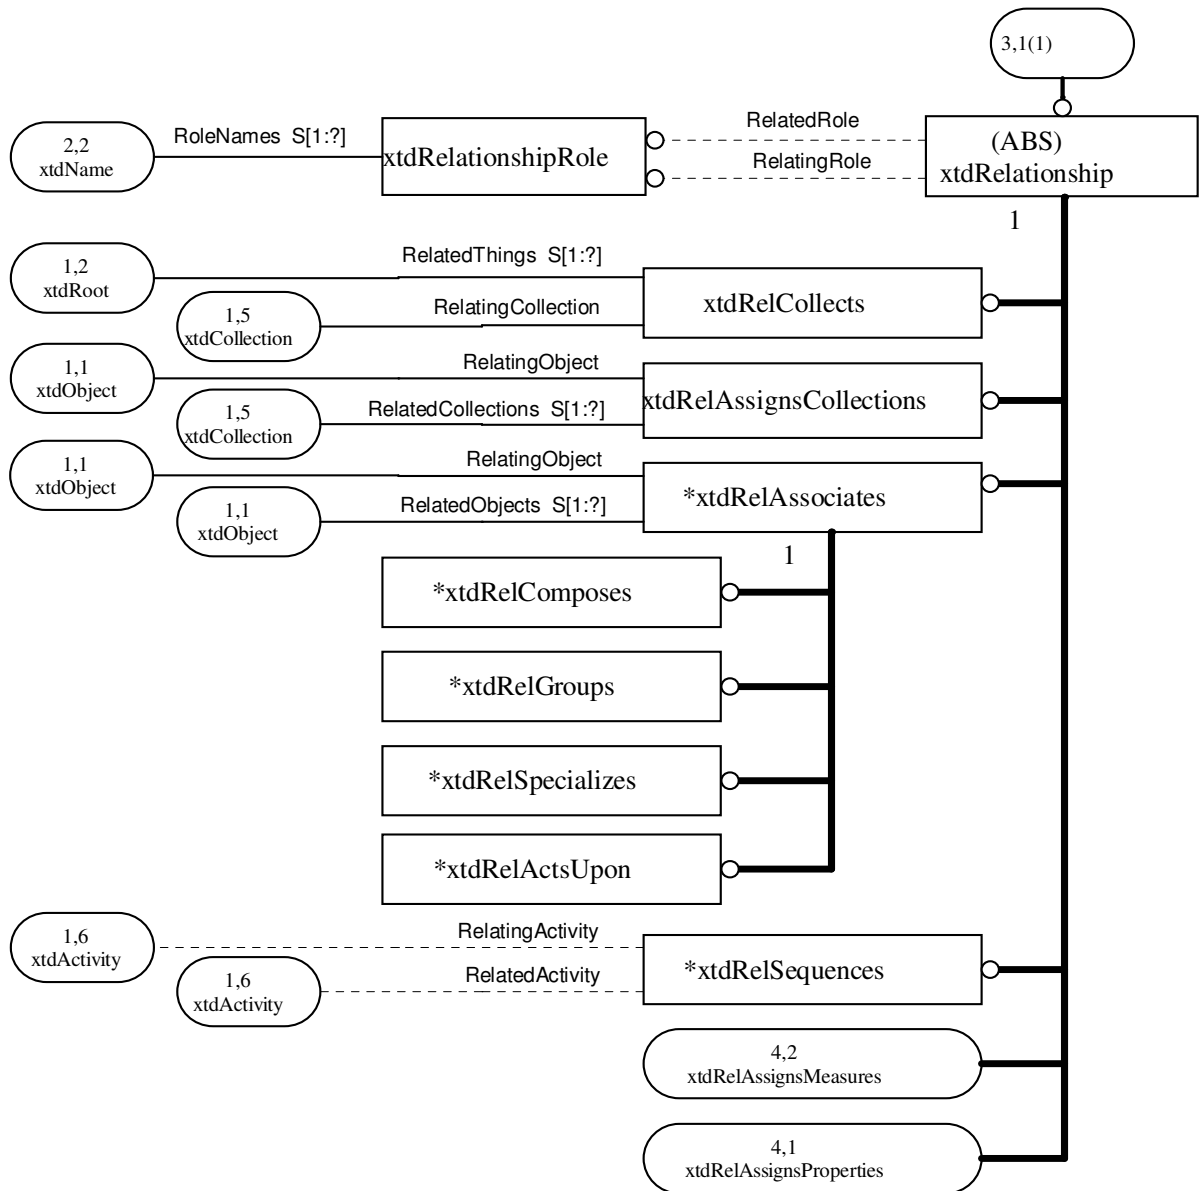 3,1(1)
RelatedRole
RoleNames S[1:?]
2,2
xtdName
xtdRelationshipRole
RelatingRole
(ABS)
xtdRelationship
1
RelatedThings S[1:?]
1,2
xtdRoot
xtdRelCollects
RelatingCollection
1,5
xtdCollection
RelatingObject
1,1
xtdObject
xtdRelAssignsCollections
RelatedCollections S[1:?]
1,5
xtdCollection
RelatingObject
1,1
xtdObject
*xtdRelAssociates
RelatedObjects S[1:?]
1,1
xtdObject
1
*xtdRelComposes
*xtdRelGroups
*xtdRelSpecializes
*xtdRelActsUpon
RelatingActivity
1,6
xtdActivity
*xtdRelSequences
RelatedActivity
1,6
xtdActivity
4,2
xtdRelAssignsMeasures
4,1
xtdRelAssignsProperties